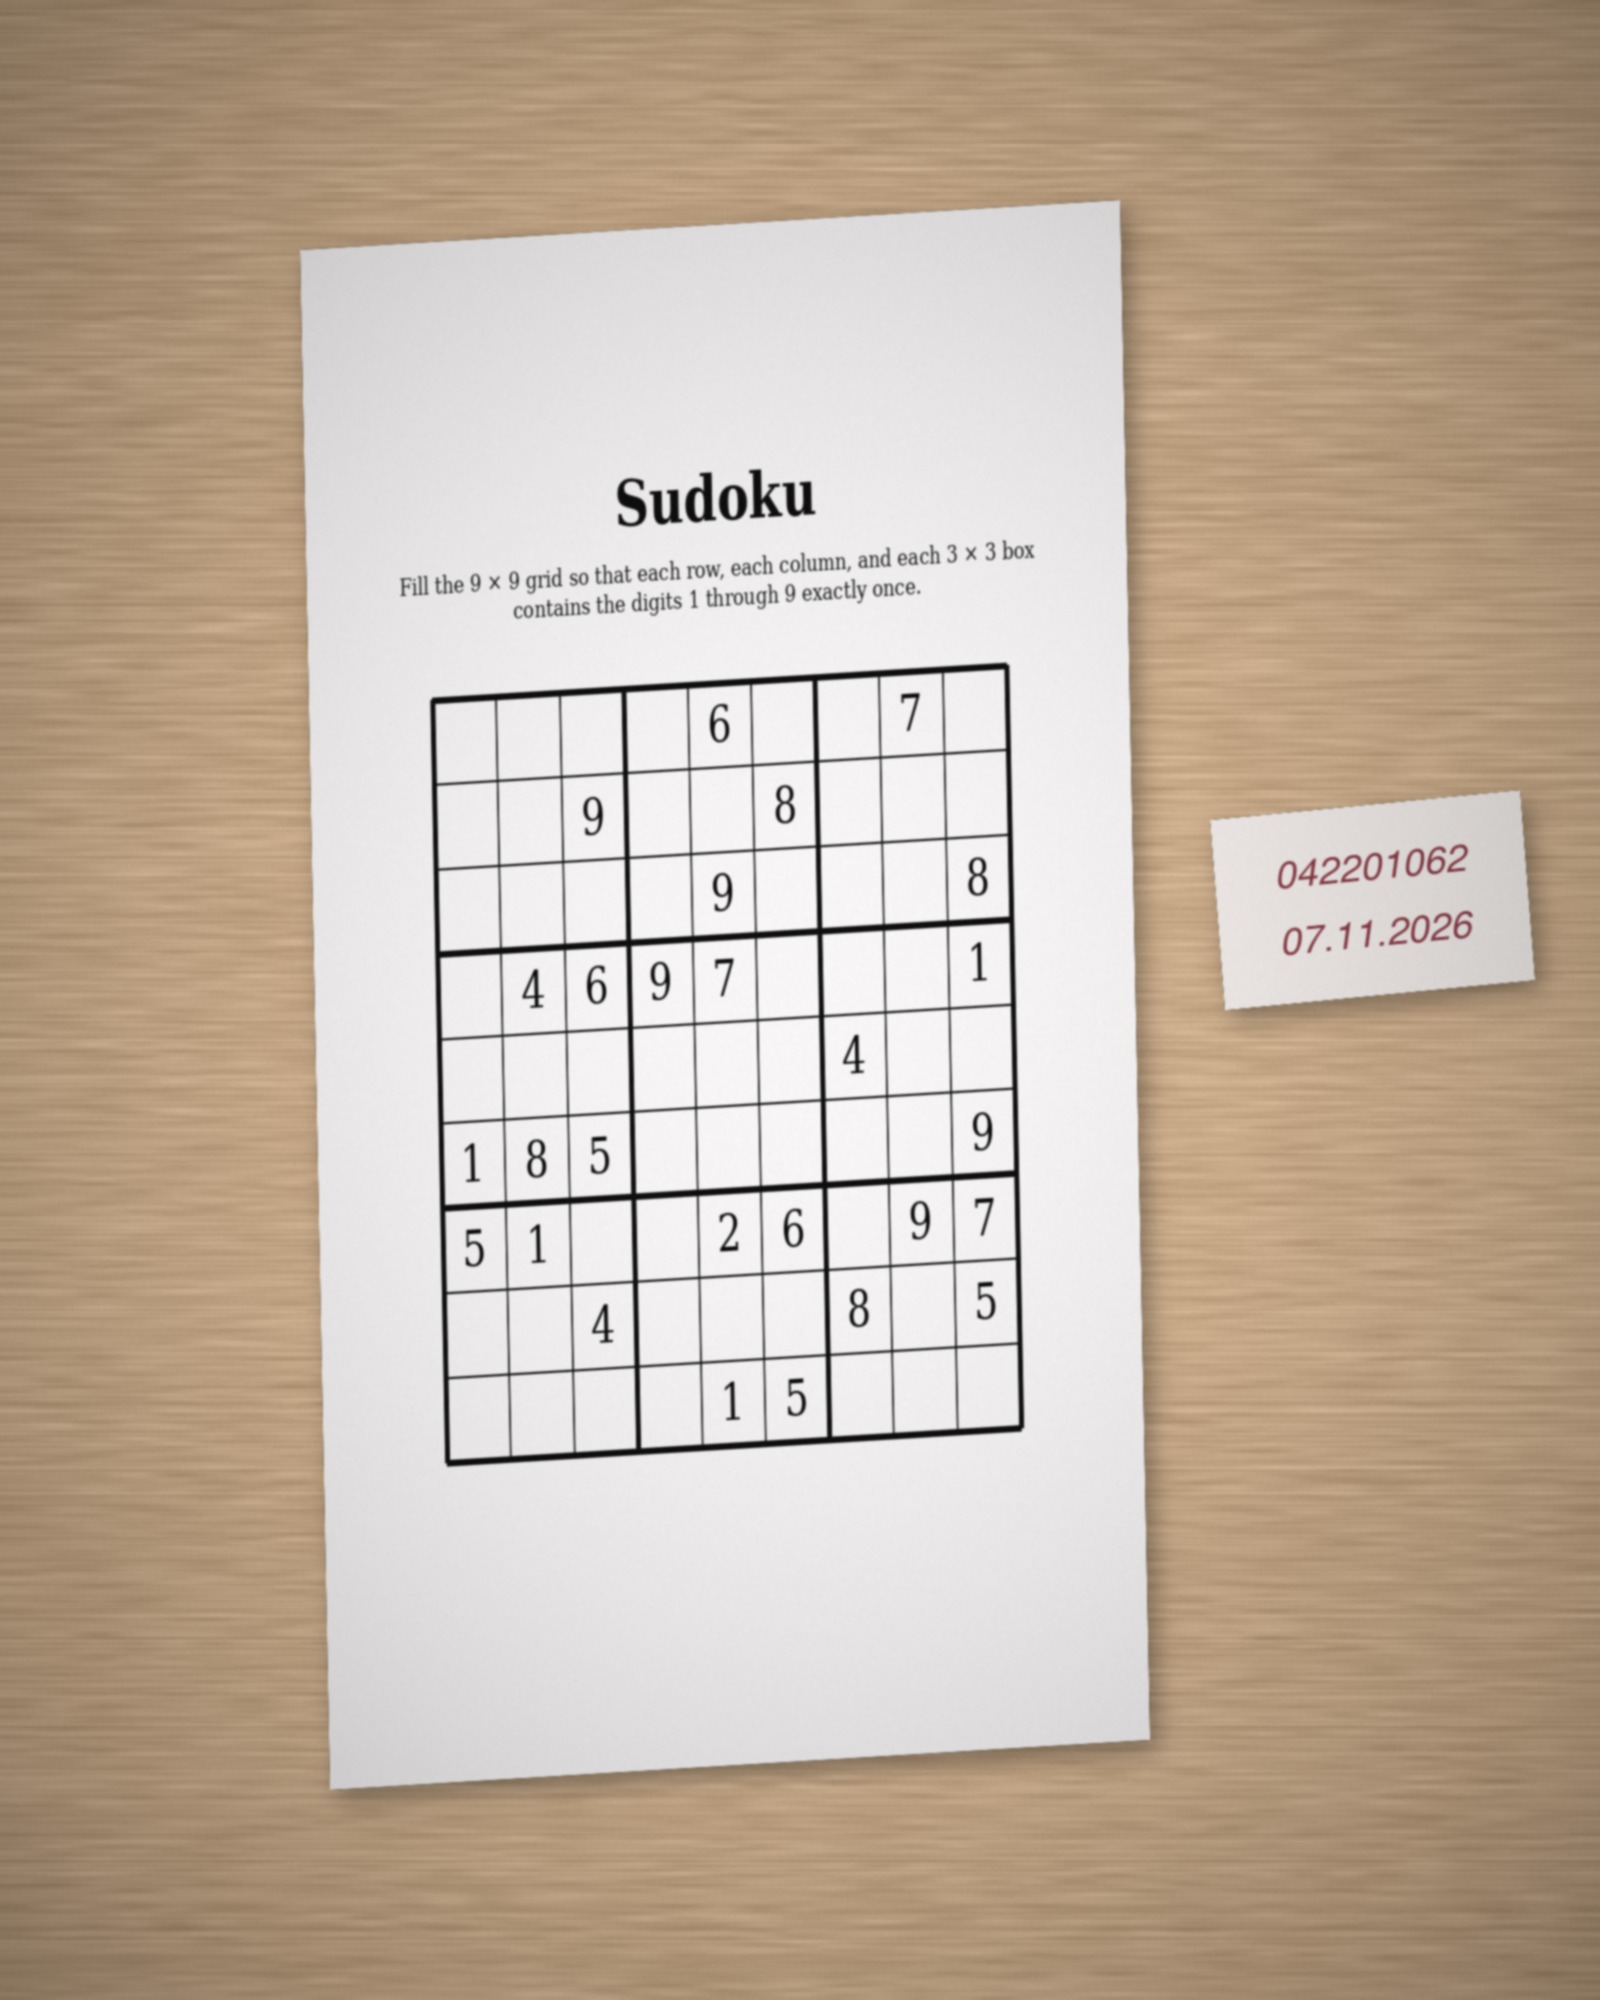 Sudoku
Fill the 9 × 9 grid so that each row, each column, and each 3 × 3 box
contains the digits 1 through 9 exactly once.
6 7
9 8
9 8
4 6 9 7 1
4
1 8 5 9
5 1 2 6 9 7
4 8 5
1 5
042201062
07.11.2026